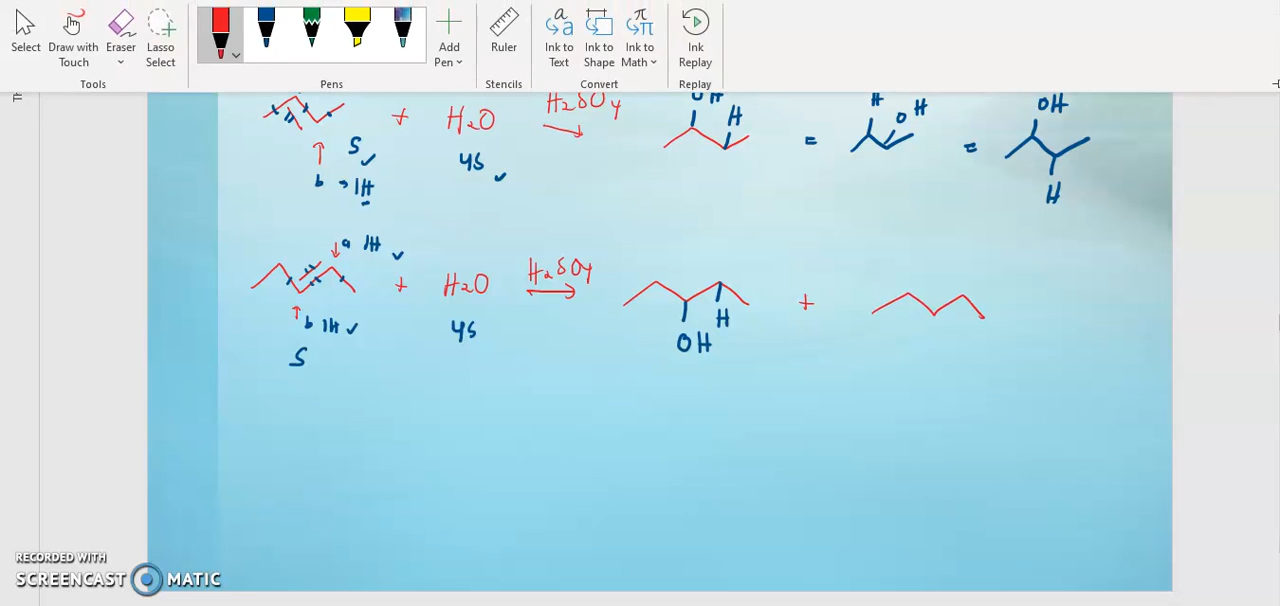 Select
Draw with Touch
Eraser
Lasso Select
Add Pen
Ruler
Ink to Text
Ink to Shape
Ink to Math
Ink Replay
Tools
Pens
Stencils
Convert
Replay
+ H₂O H₂SO₄
OH H
=
H OH
=
OH H
S 4S
b → 1H
a 1H
+ H₂O H₂SO₄
OH H
+
b 1H 4S
S
RECORDED WITH
SCREENCAST MATIC